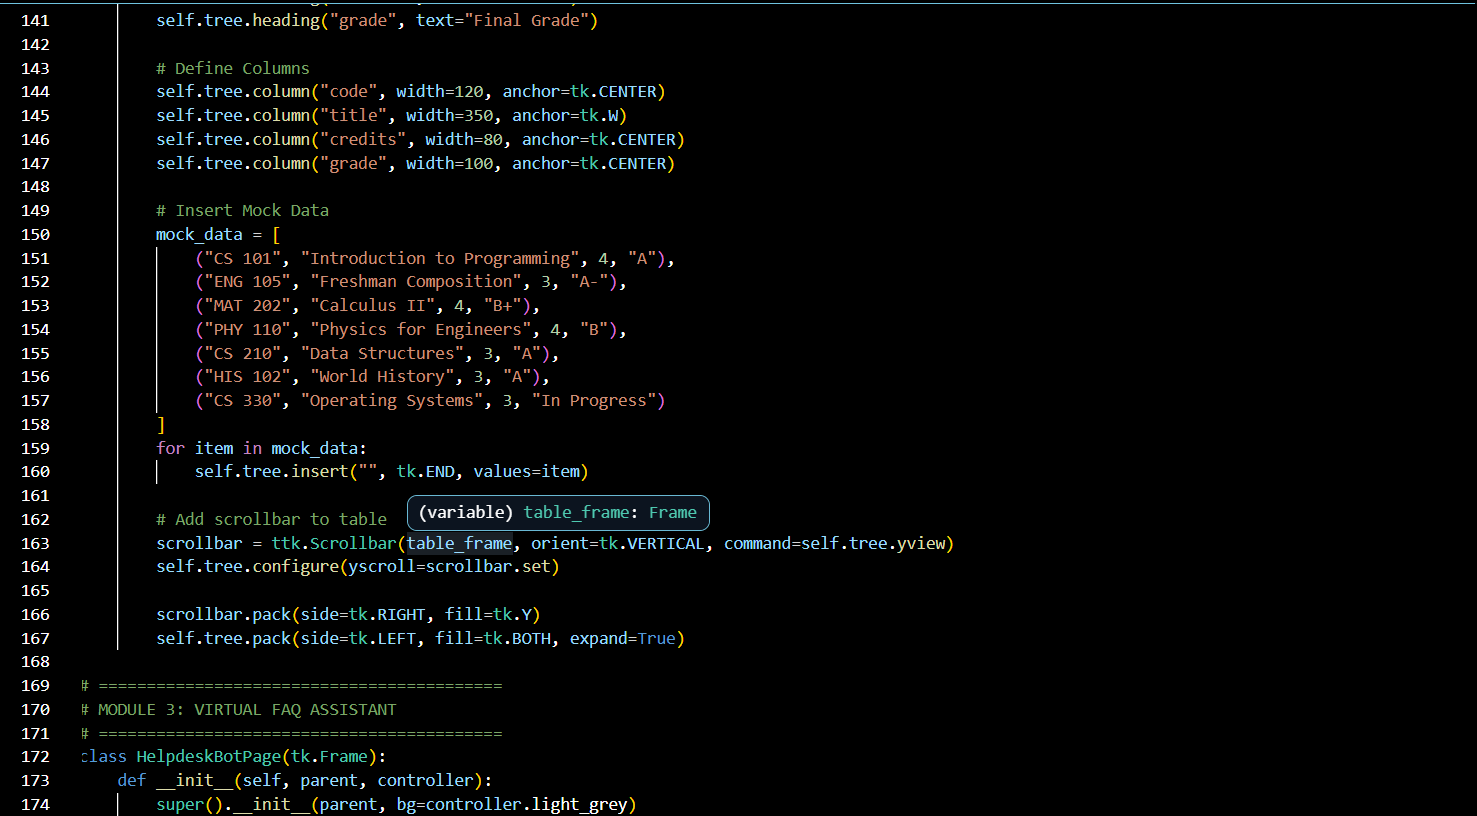 141 self.tree.heading("grade", text="Final Grade")
142
143 # Define Columns
144 self.tree.column("code", width=120, anchor=tk.CENTER)
145 self.tree.column("title", width=350, anchor=tk.W)
146 self.tree.column("credits", width=80, anchor=tk.CENTER)
147 self.tree.column("grade", width=100, anchor=tk.CENTER)
148
149 # Insert Mock Data
150 mock_data = [
151 ("CS 101", "Introduction to Programming", 4, "A"),
152 ("ENG 105", "Freshman Composition", 3, "A-"),
153 ("MAT 202", "Calculus II", 4, "B+"),
154 ("PHY 110", "Physics for Engineers", 4, "B"),
155 ("CS 210", "Data Structures", 3, "A"),
156 ("HIS 102", "World History", 3, "A"),
157 ("CS 330", "Operating Systems", 3, "In Progress")
158 ]
159 for item in mock_data:
160 self.tree.insert("", tk.END, values=item)
161
(variable) table_frame: Frame
162 # Add scrollbar to table
163 scrollbar = ttk.Scrollbar(table_frame, orient=tk.VERTICAL, command=self.tree.yview)
164 self.tree.configure(yscroll=scrollbar.set)
165
166 scrollbar.pack(side=tk.RIGHT, fill=tk.Y)
167 self.tree.pack(side=tk.LEFT, fill=tk.BOTH, expand=True)
168
169 # ==========================================
170 # MODULE 3: VIRTUAL FAQ ASSISTANT
171 # ==========================================
172 class HelpdeskBotPage(tk.Frame):
173 def __init__(self, parent, controller):
174 super().__init__(parent, bg=controller.light_grey)